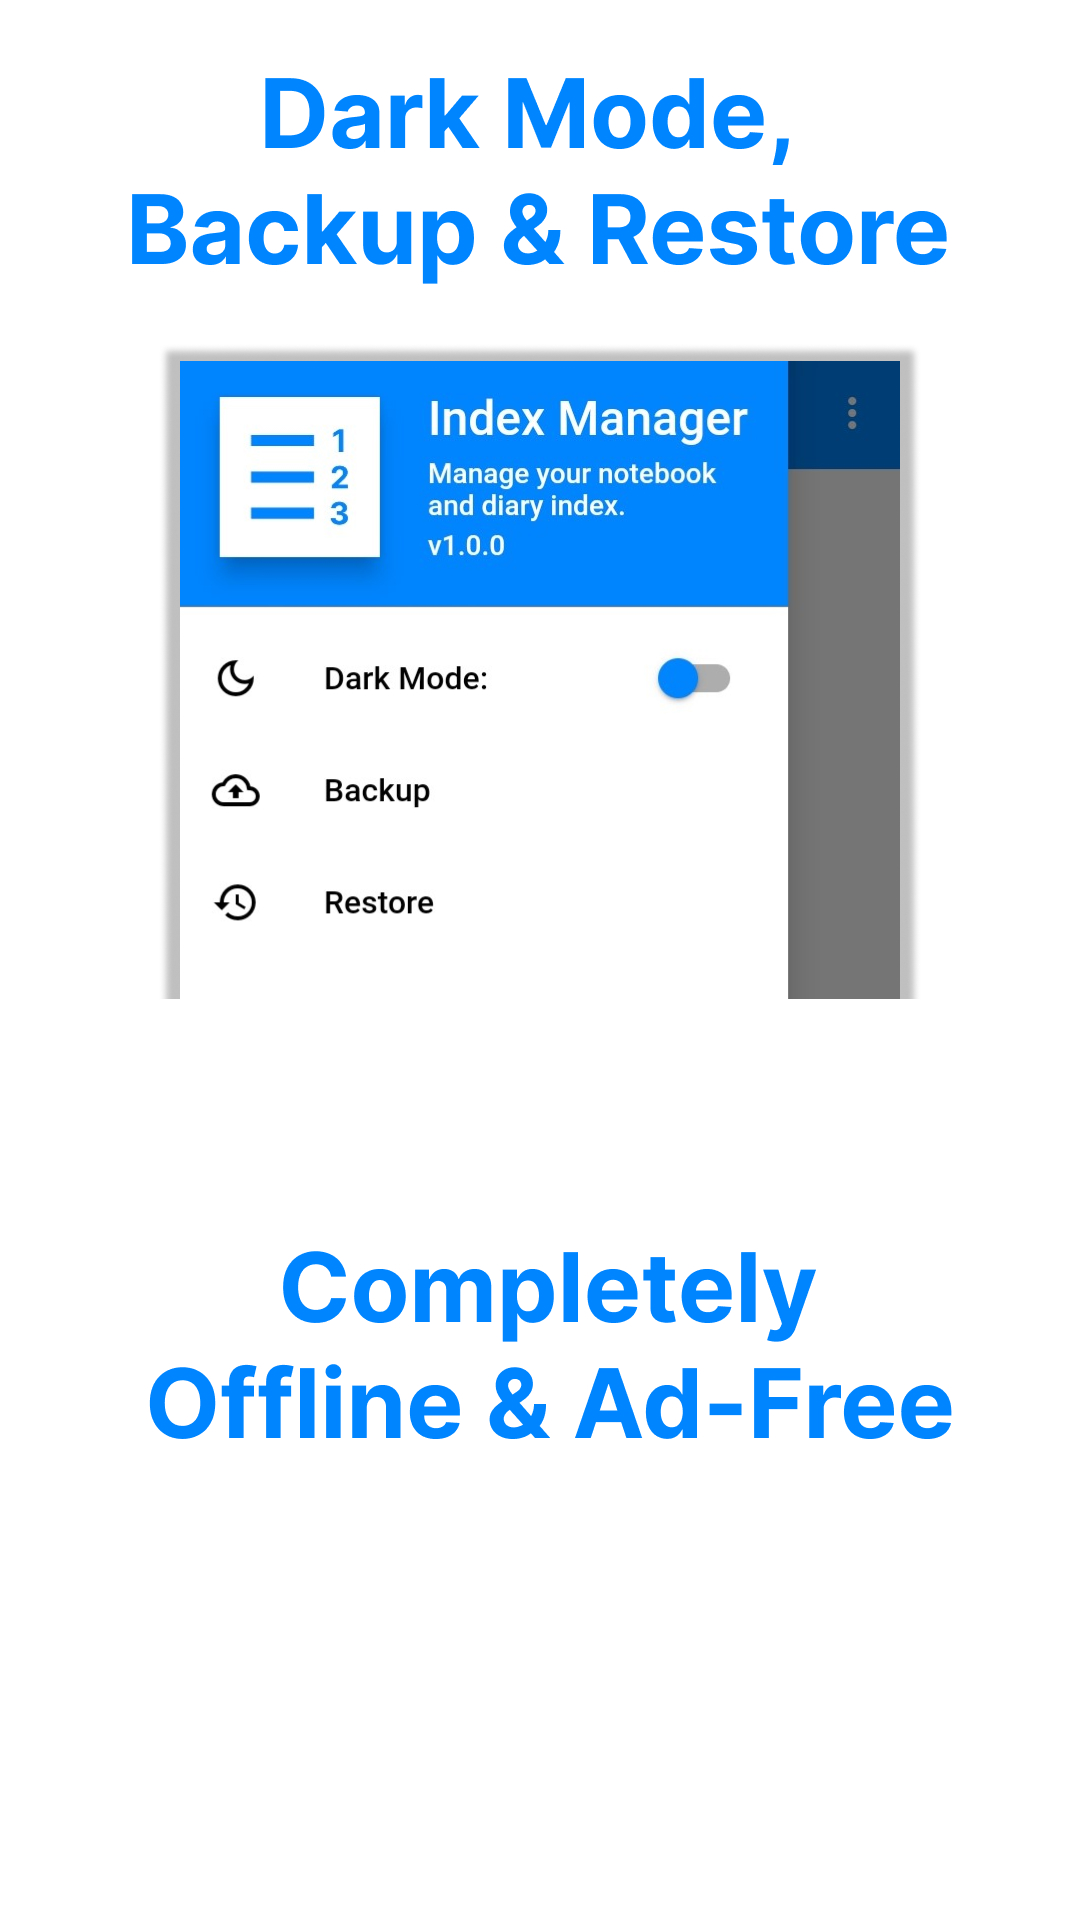 Dark Mode,
Backup & Restore
1
2
3
Index Manager
Manage your notebook
and diary index.
v1.0.0
Dark Mode:
Backup
Restore
Completely
Offline & Ad-Free